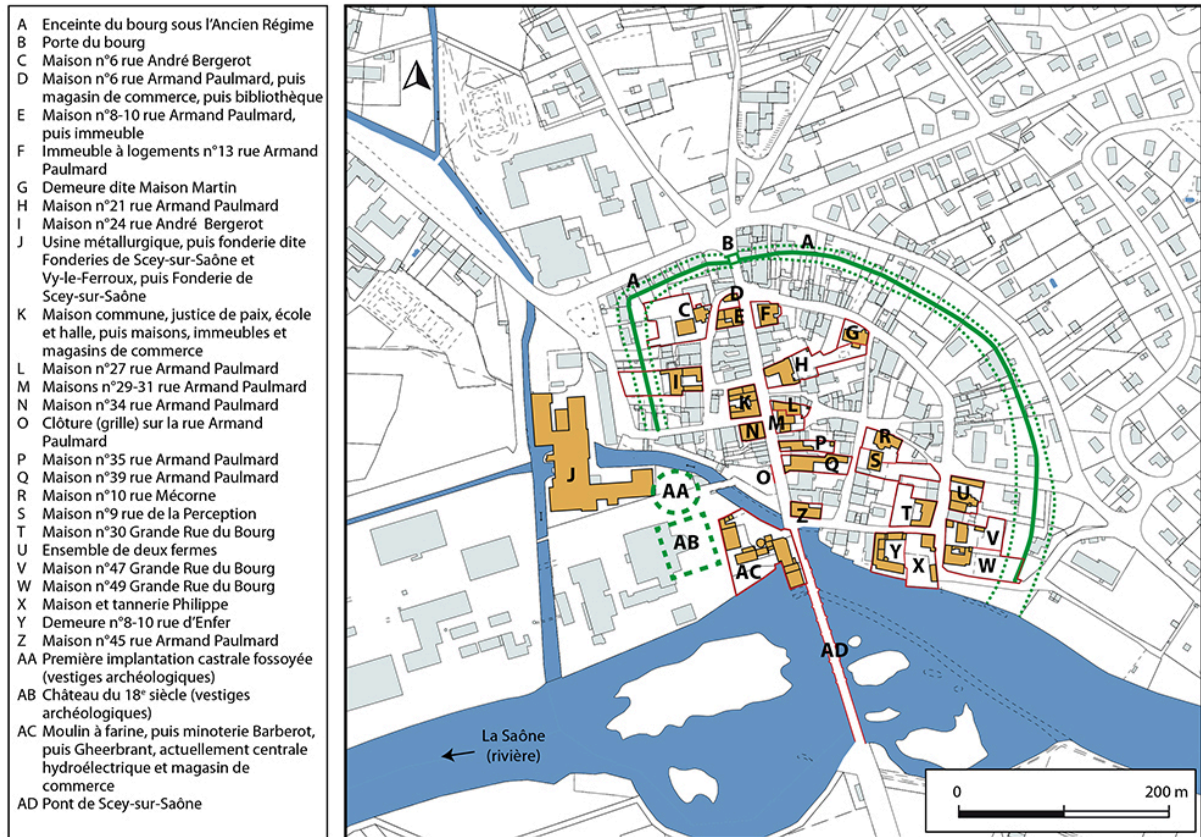 A Enceinte du bourg sous l'Ancien Régime
B Porte du bourg
C Maison n°6 rue André Bergerot
D Maison n°6 rue Armand Paulmard, puis
magasin de commerce, puis bibliothèque
E Maison n°8-10 rue Armand Paulmard,
puis immeuble
F Immeuble à logements n°13 rue Armand
Paulmard
G Demeure dite Maison Martin
H Maison n°21 rue Armand Paulmard
I Maison n°24 rue André Bergerot
J Usine métallurgique, puis fonderie dite
Fonderies de Scey-sur-Saône et
Vy-le-Ferroux, puis Fonderie de
Scey-sur-Saône
K Maison commune, justice de paix, école
et halle, puis maisons, immeubles et
magasins de commerce
L Maison n°27 rue Armand Paulmard
M Maisons n°29-31 rue Armand Paulmard
N Maison n°34 rue Armand Paulmard
O Clôture (grille) sur la rue Armand
Paulmard
P Maison n°35 rue Armand Paulmard
Q Maison n°39 rue Armand Paulmard
R Maison n°10 rue Mécorne
S Maison n°9 rue de la Perception
T Maison n°30 Grande Rue du Bourg
U Ensemble de deux fermes
V Maison n°47 Grande Rue du Bourg
W Maison n°49 Grande Rue du Bourg
X Maison et tannerie Philippe
Y Demeure n°8-10 rue d'Enfer
Z Maison n°45 rue Armand Paulmard
AA Première implantation castrale fossoyée
(vestiges archéologiques)
AB Château du 18e siècle (vestiges
archéologiques)
AC Moulin à farine, puis minoterie Barberot,
puis Gheerbrant, actuellement centrale
hydroélectrique et magasin de
commerce
AD Pont de Scey-sur-Saône
B
A
A
D
C
E
F
G
H
I
K
L
M
N
R
P
Q
S
J
AA
O
U
Z
T
V
AB
Y
X
W
AC
AD
La Saône
(rivière)
0 200 m